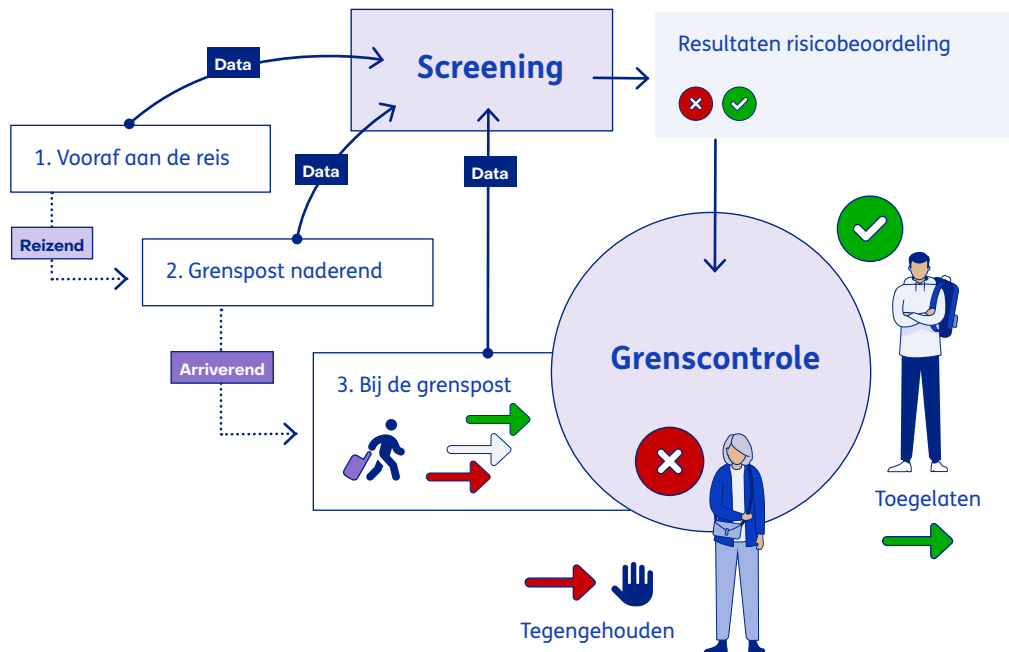 Data
Screening
Resultaten risicobeoordeling
1. Vooraf aan de reis
Data
Data
Reizend
2. Grenspost naderend
Arriverend
3. Bij de grenspost
Grenscontrole
Toegelaten
Tegengehouden